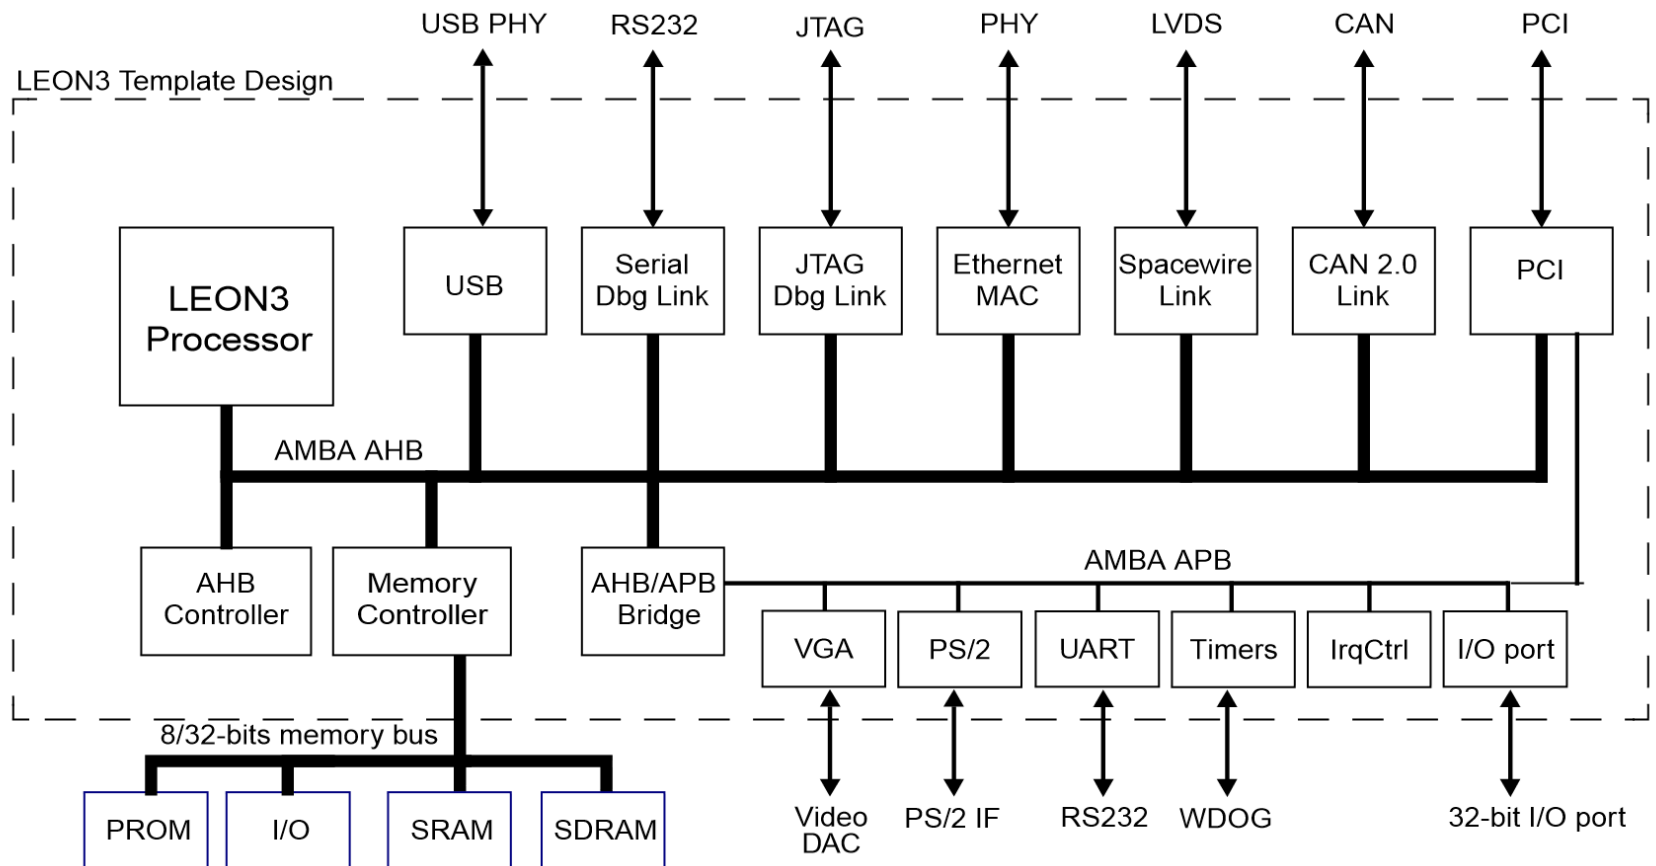 USB PHY
RS232
JTAG
PHY
LVDS
CAN
PCI
LEON3 Template Design
LEON3
Processor
USB
Serial
Dbg Link
JTAG
Dbg Link
Ethernet
MAC
Spacewire
Link
CAN 2.0
Link
PCI
AMBA AHB
AHB
Controller
Memory
Controller
AHB/APB
Bridge
AMBA APB
VGA
PS/2
UART
Timers
IrqCtrl
I/O port
8/32-bits memory bus
PROM
I/O
SRAM
SDRAM
Video
DAC
PS/2 IF
RS232
WDOG
32-bit I/O port